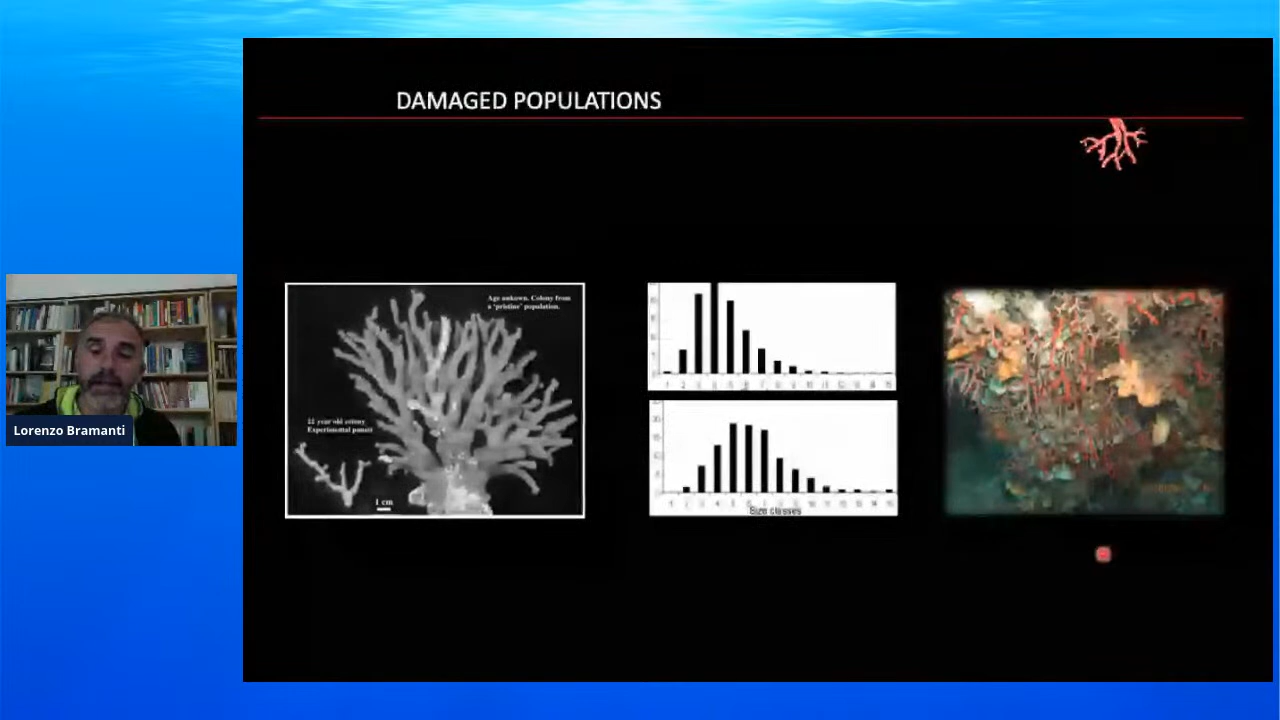 DAMAGED POPULATIONS
Age unkown. Colony from
a 'pristine' population.
22 year old colony
Experimental panel
1 cm
Size classes
Lorenzo Bramanti